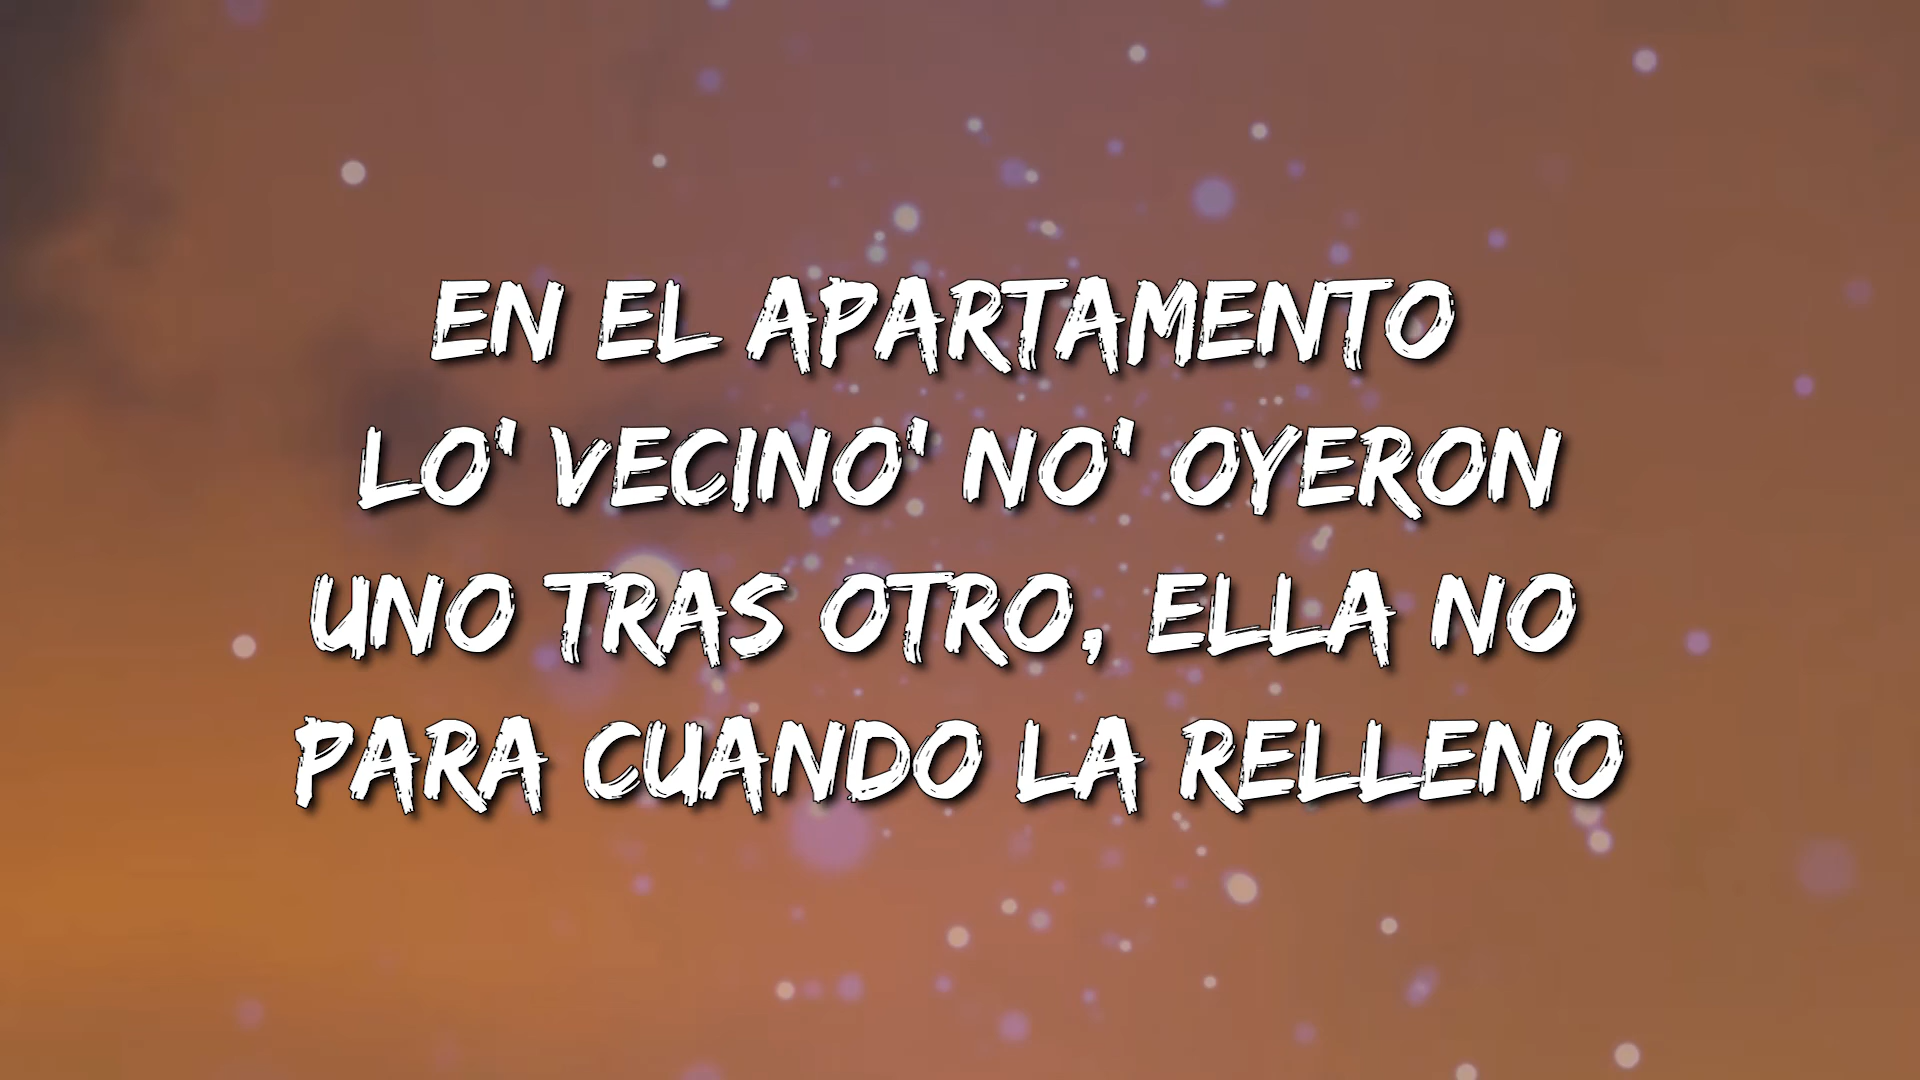 EN EL APARTAMENTO
LO' VECINO' NO' OYERON
UNO TRAS OTRO, ELLA NO
PARA CUANDO LA RELLENO